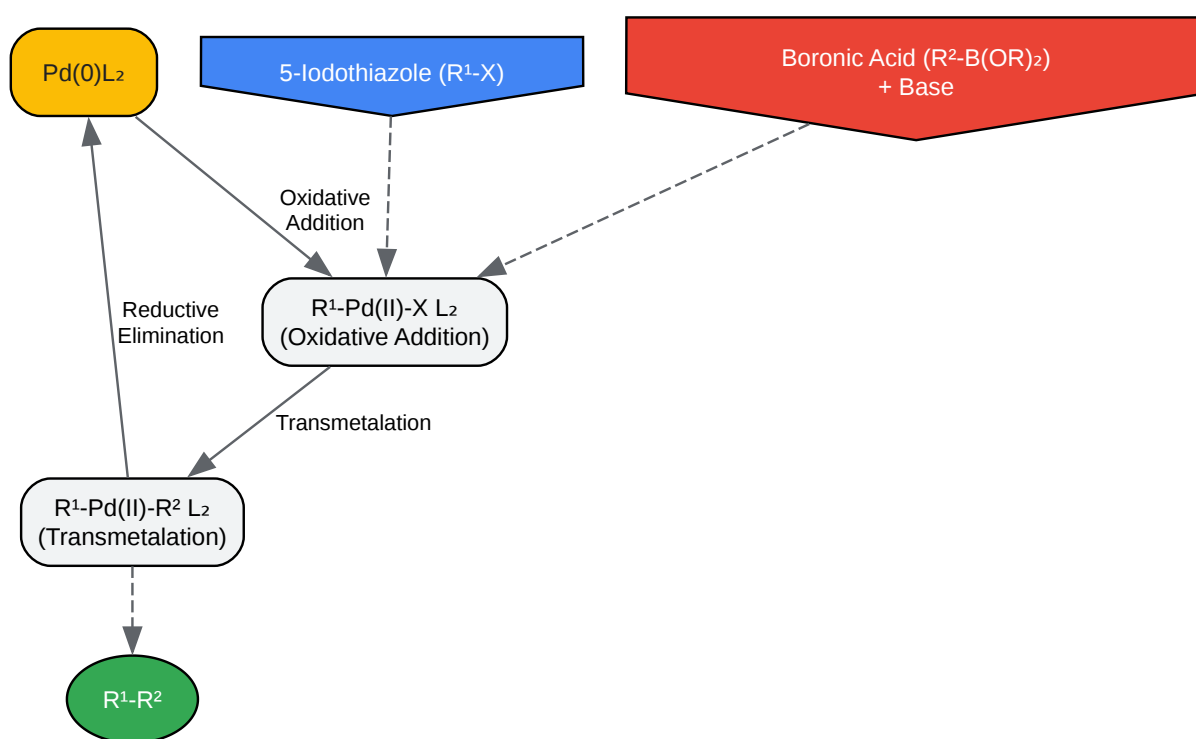 Pd(0)L₂
5-Iodothiazole (R¹-X)
Boronic Acid (R²-B(OR)₂)
+ Base
Oxidative
Addition
R¹-Pd(II)-X L₂
(Oxidative Addition)
Reductive
Elimination
Transmetalation
R¹-Pd(II)-R² L₂
(Transmetalation)
R¹-R²